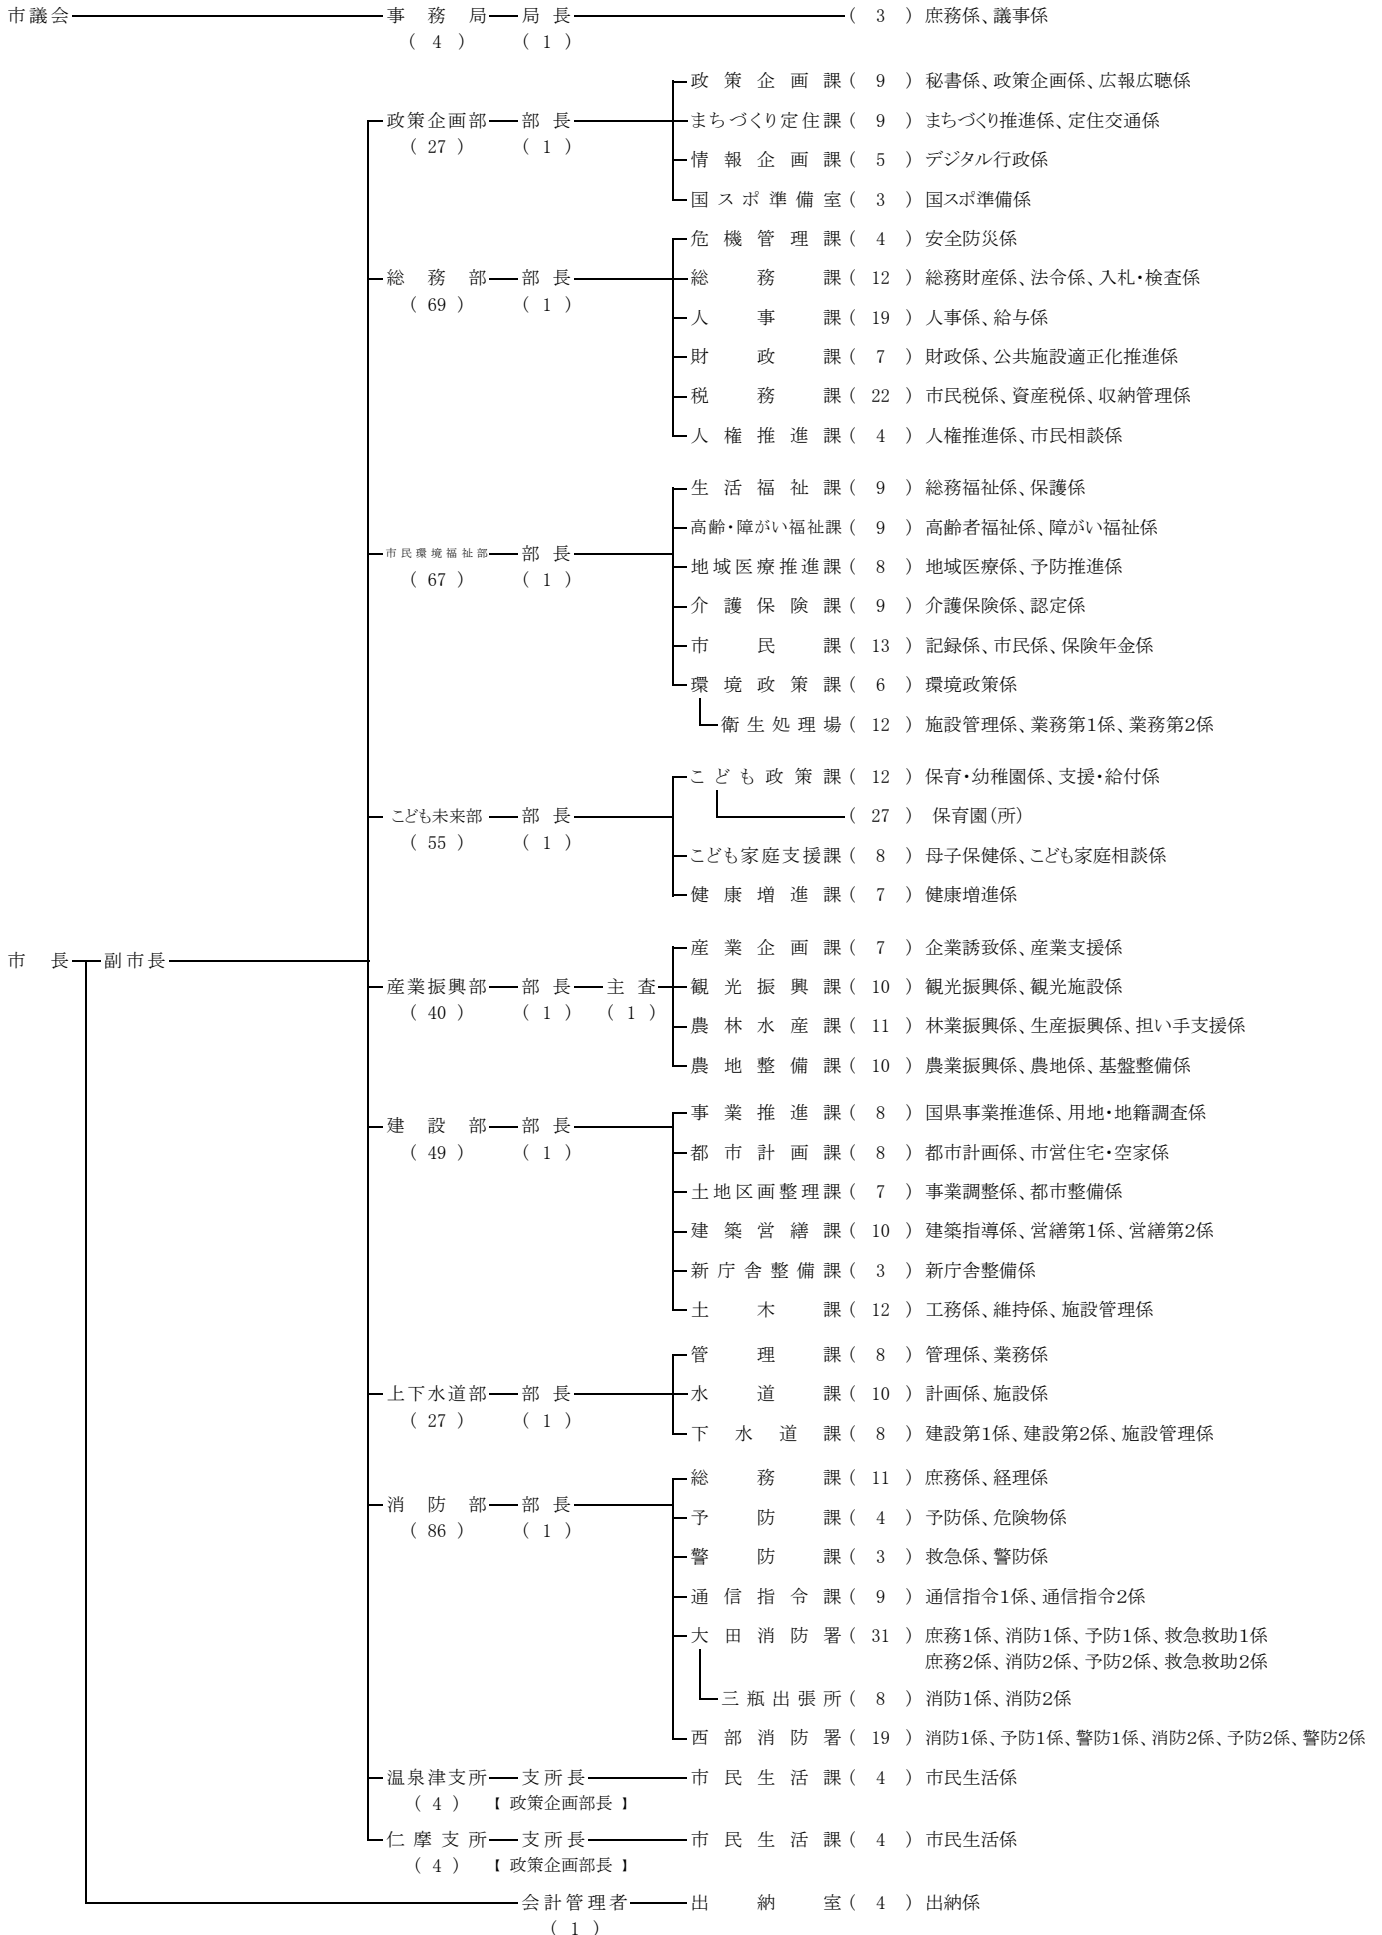 市議会 事務局 局長 ( 3 ) 庶務係、議事係
( 4 ) ( 1 )
政策企画課 ( 9 ) 秘書係、政策企画係、広報広聴係
政策企画部 部長 まちづくり定住課 ( 9 ) まちづくり推進係、定住交通係
( 27 ) ( 1 )
情報企画課 ( 5 ) デジタル行政係
国スポ準備室 ( 3 ) 国スポ準備係
危機管理課 ( 4 ) 安全防災係
総務部 部長 総務課 ( 12 ) 総務財産係、法令係、入札・検査係
( 69 ) ( 1 )
人事課 ( 19 ) 人事係、給与係
財政課 ( 7 ) 財政係、公共施設適正化推進係
税務課 ( 22 ) 市民税係、資産税係、収納管理係
人権推進課 ( 4 ) 人権推進係、市民相談係
生活福祉課 ( 9 ) 総務福祉係、保護係
高齢・障がい福祉課 ( 9 ) 高齢者福祉係、障がい福祉係
市民環境福祉部 部長
( 67 ) ( 1 )
地域医療推進課 ( 8 ) 地域医療係、予防推進係
介護保険課 ( 9 ) 介護保険係、認定係
市民課 ( 13 ) 記録係、市民係、保険年金係
環境政策課 ( 6 ) 環境政策係
衛生処理場 ( 12 ) 施設管理係、業務第1係、業務第2係
こども政策課 ( 12 ) 保育・幼稚園係、支援・給付係
こども未来部 部長 ( 27 ) 保育園(所)
( 55 ) ( 1 )
こども家庭支援課 ( 8 ) 母子保健係、こども家庭相談係
健康増進課 ( 7 ) 健康増進係
産業企画課 ( 7 ) 企業誘致係、産業支援係
市長 副市長
産業振興部 部長 主査 観光振興課 ( 10 ) 観光振興係、観光施設係
( 40 ) ( 1 ) ( 1 )
農林水産課 ( 11 ) 林業振興係、生産振興係、担い手支援係
農地整備課 ( 10 ) 農業振興係、農地係、基盤整備係
事業推進課 ( 8 ) 国県事業推進係、用地・地籍調査係
建設部 部長
( 49 ) ( 1 )
都市計画課 ( 8 ) 都市計画係、市営住宅・空家係
土地区画整理課 ( 7 ) 事業調整係、都市整備係
建築営繕課 ( 10 ) 建築指導係、営繕第1係、営繕第2係
新庁舎整備課 ( 3 ) 新庁舎整備係
土木課 ( 12 ) 工務係、維持係、施設管理係
管理課 ( 8 ) 管理係、業務係
上下水道部 部長 水道課 ( 10 ) 計画係、施設係
( 27 ) ( 1 )
下水道課 ( 8 ) 建設第1係、建設第2係、施設管理係
総務課 ( 11 ) 庶務係、経理係
消防部 部長
( 86 ) ( 1 )
予防課 ( 4 ) 予防係、危険物係
警防課 ( 3 ) 救急係、警防係
通信指令課 ( 9 ) 通信指令1係、通信指令2係
大田消防署 ( 31 ) 庶務1係、消防1係、予防1係、救急救助1係
庶務2係、消防2係、予防2係、救急救助2係
三瓶出張所 ( 8 ) 消防1係、消防2係
西部消防署 ( 19 ) 消防1係、予防1係、警防1係、消防2係、予防2係、警防2係
温泉津支所 支所長 市民生活課 ( 4 ) 市民生活係
( 4 ) 【 政策企画部長 】
仁摩支所 支所長 市民生活課 ( 4 ) 市民生活係
( 4 ) 【 政策企画部長 】
会計管理者 出納室 ( 4 ) 出納係
( 1 )